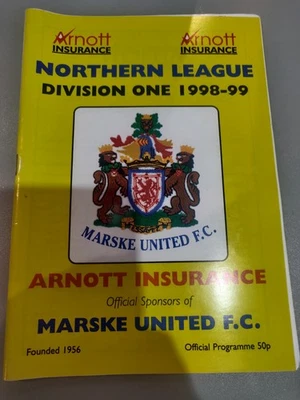 Arnott Arnott
INSURANCE INSURANCE
NORTHERN LEAGUE
DIVISION ONE 1998-99
MARSKE UNITED F.C.
ARNOTT INSURANCE
Official Sponsors of
MARSKE UNITED F.C.
Founded 1956 Official Programme 50p